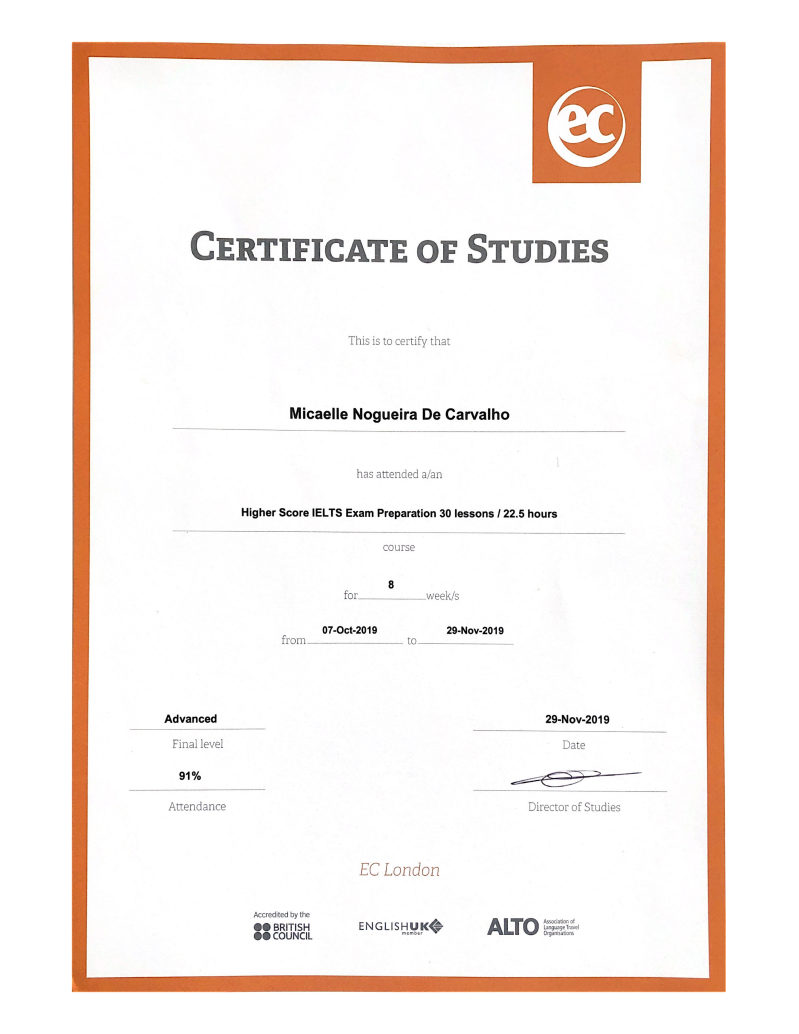 ec
CERTIFICATE OF STUDIES
This is to certify that
Micaelle Nogueira De Carvalho
has attended a/an
Higher Score IELTS Exam Preparation 30 lessons / 22.5 hours
course
for 8 week/s
from 07-Oct-2019 to 29-Nov-2019
Advanced
Final level
29-Nov-2019
Date
91%
Attendance
Director of Studies
EC London
Accredited by the
BRITISH
COUNCIL
ENGLISHUK
member
ALTO
Association of
Language Travel
Organisations